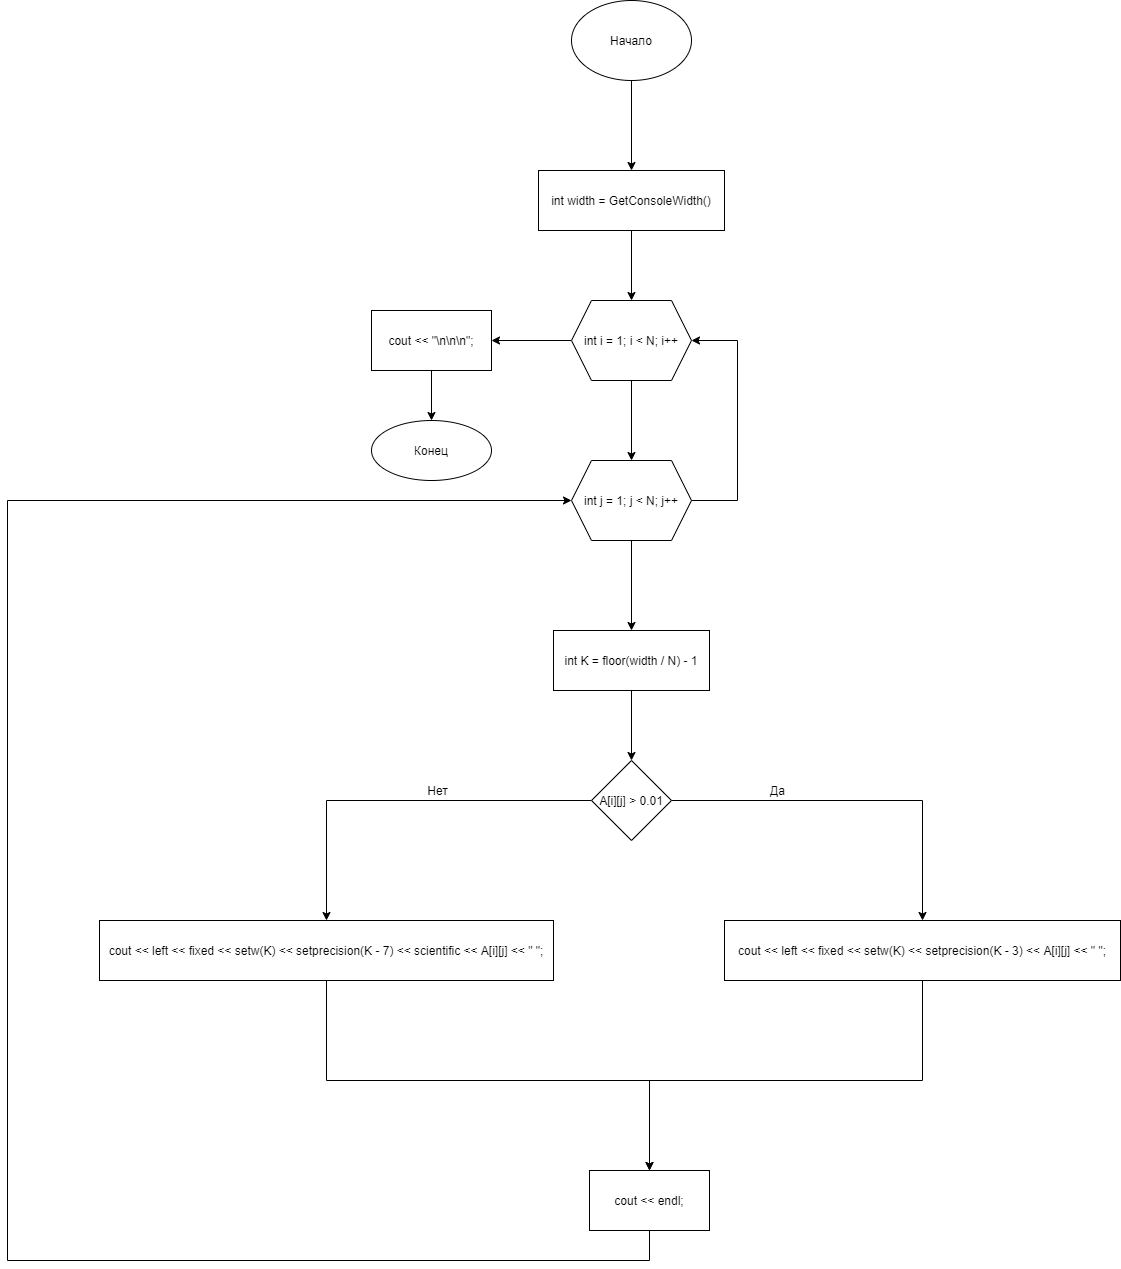 Начало
int width = GetConsoleWidth()
int i = 1; i < N; i++
cout << "\n\n\n";
Конец
int j = 1; j < N; j++
int K = floor(width / N) - 1
A[i][j] > 0.01
Нет
Да
cout << left << fixed << setw(K) << setprecision(K - 7) << scientific << A[i][j] << " ";
cout << left << fixed << setw(K) << setprecision(K - 3) << A[i][j] << " ";
cout << endl;